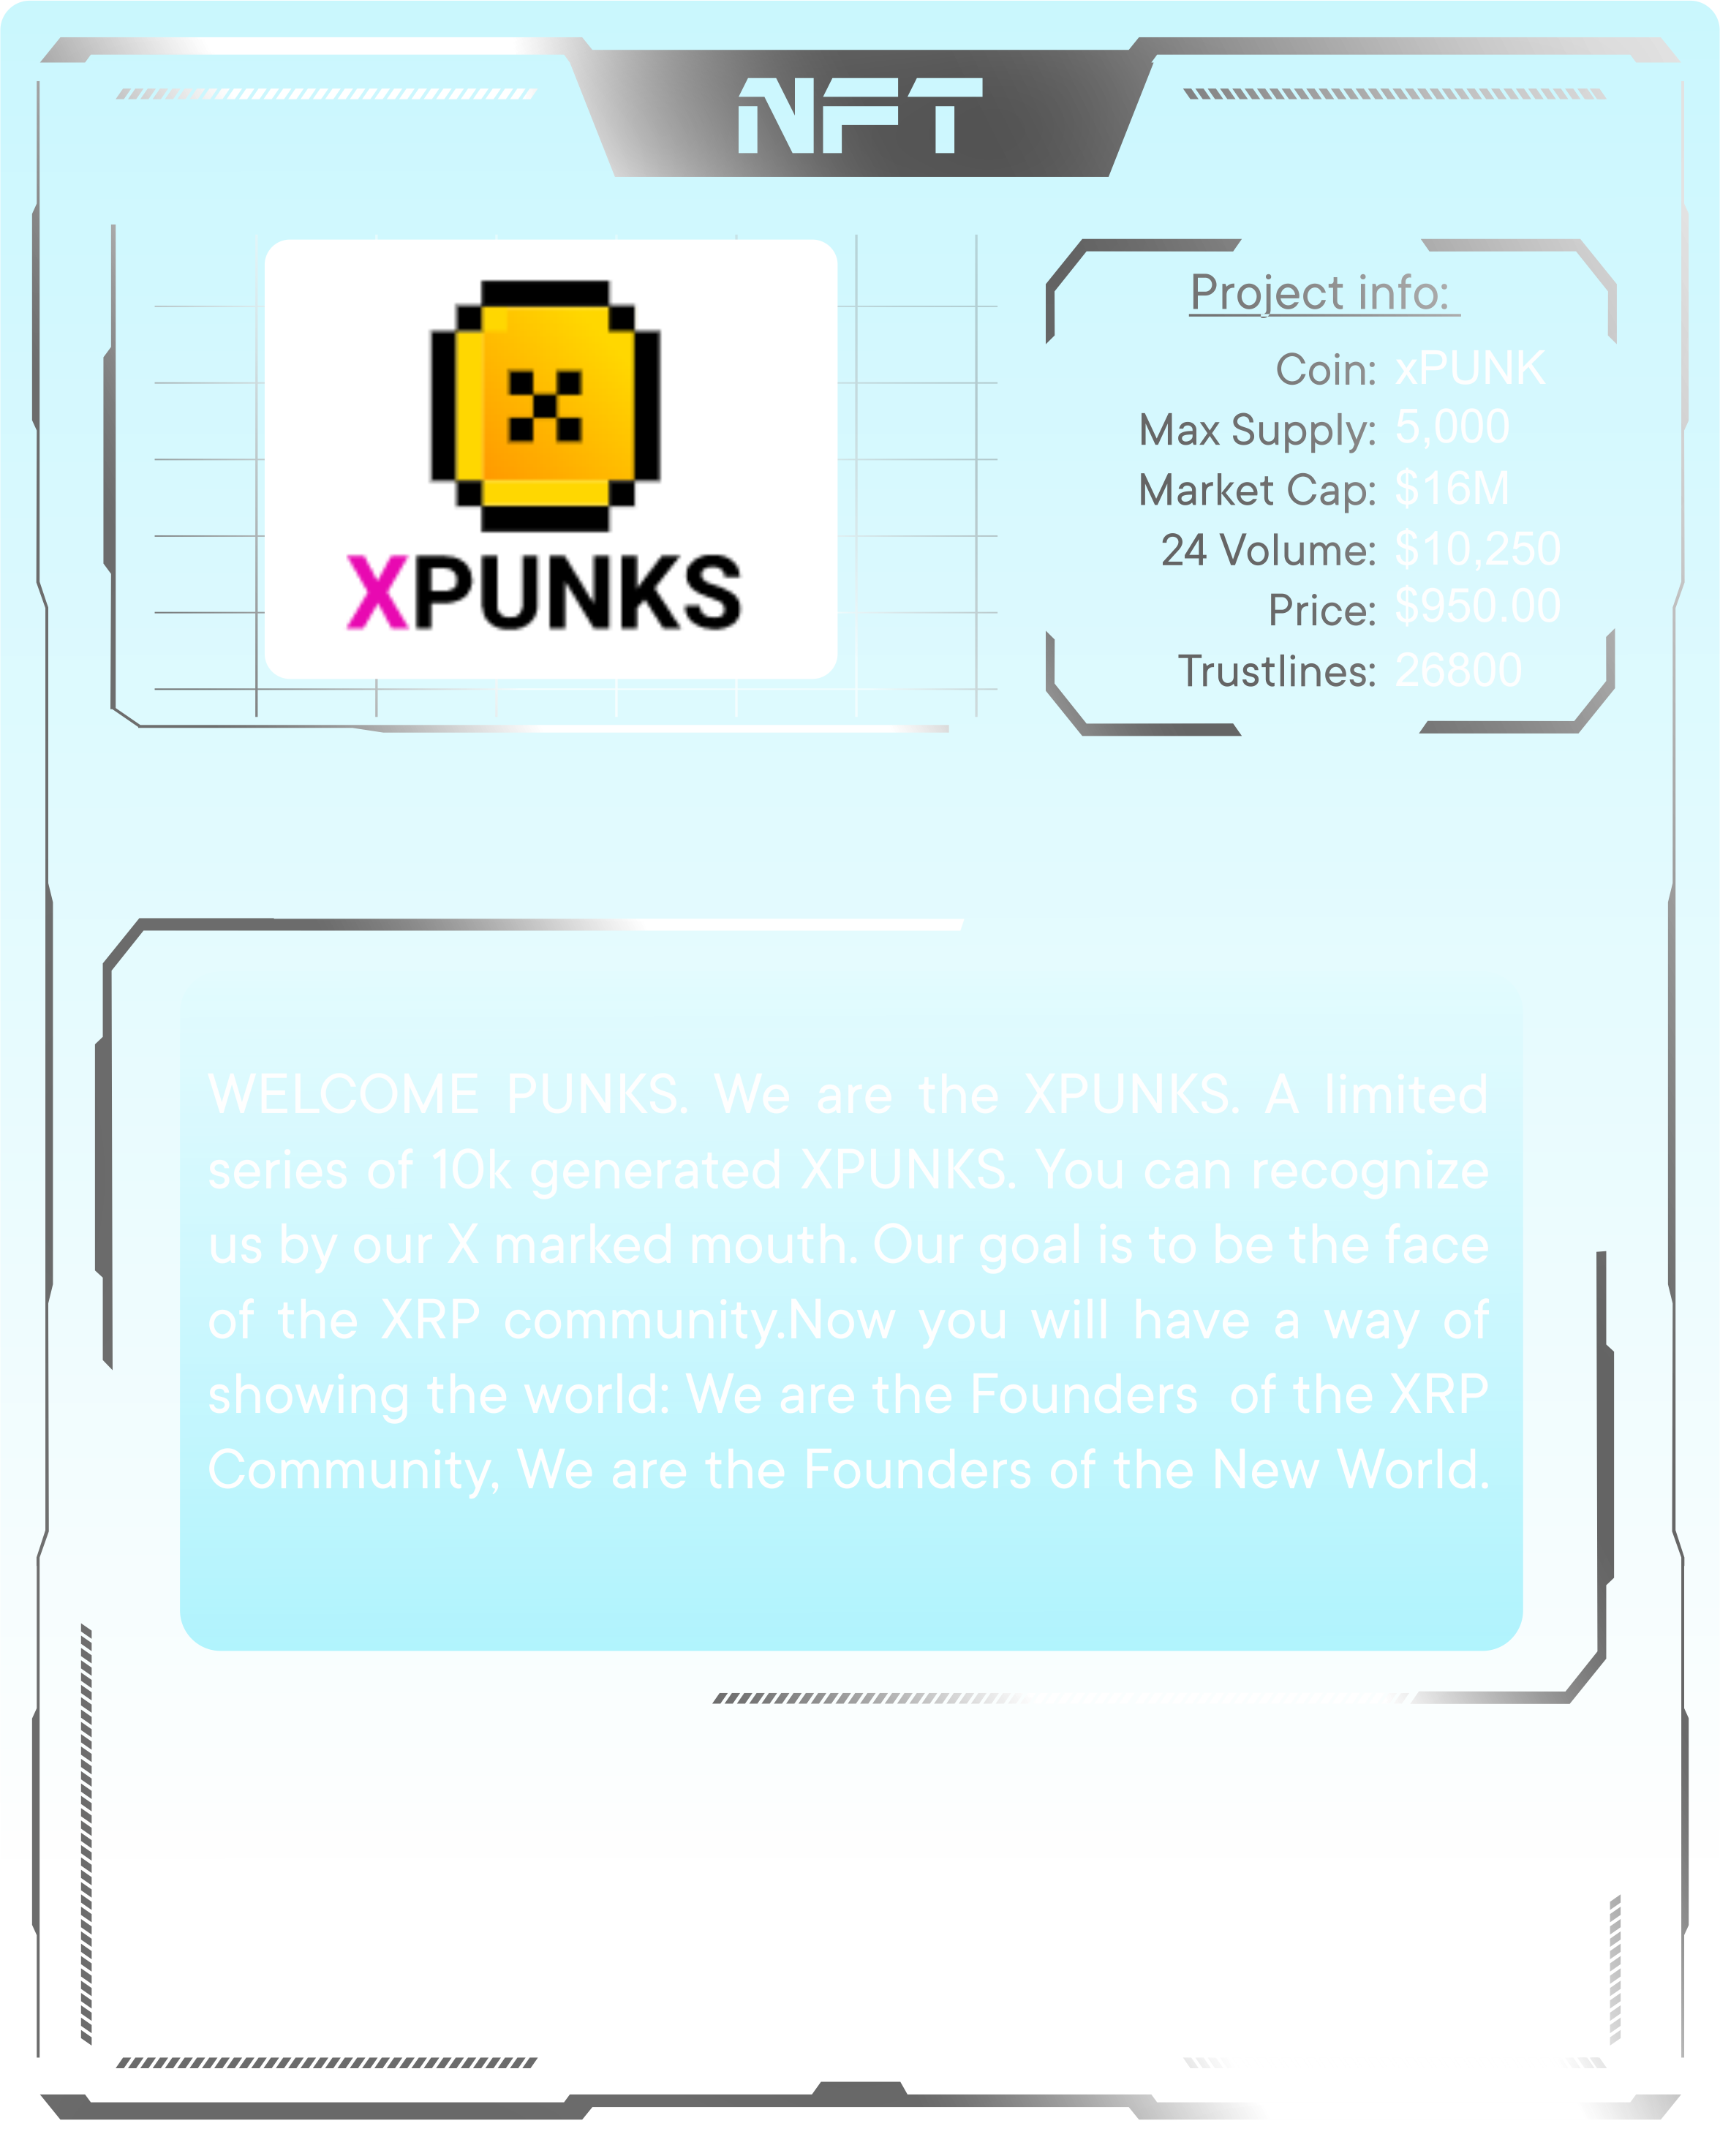 NFT
XPUNKS
Project info:
Coin: xPUNK
Max Supply: 5,000
Market Cap: $16M
24 Volume: $10,250
Price: $950.00
Trustlines: 26800
WELCOME PUNKS. We are the XPUNKS. A limited
series of 10k generated XPUNKS. You can recognize
us by our X marked mouth. Our goal is to be the face
of the XRP community.Now you will have a way of
showing the world: We are the Founders of the XRP
Community, We are the Founders of the New World.